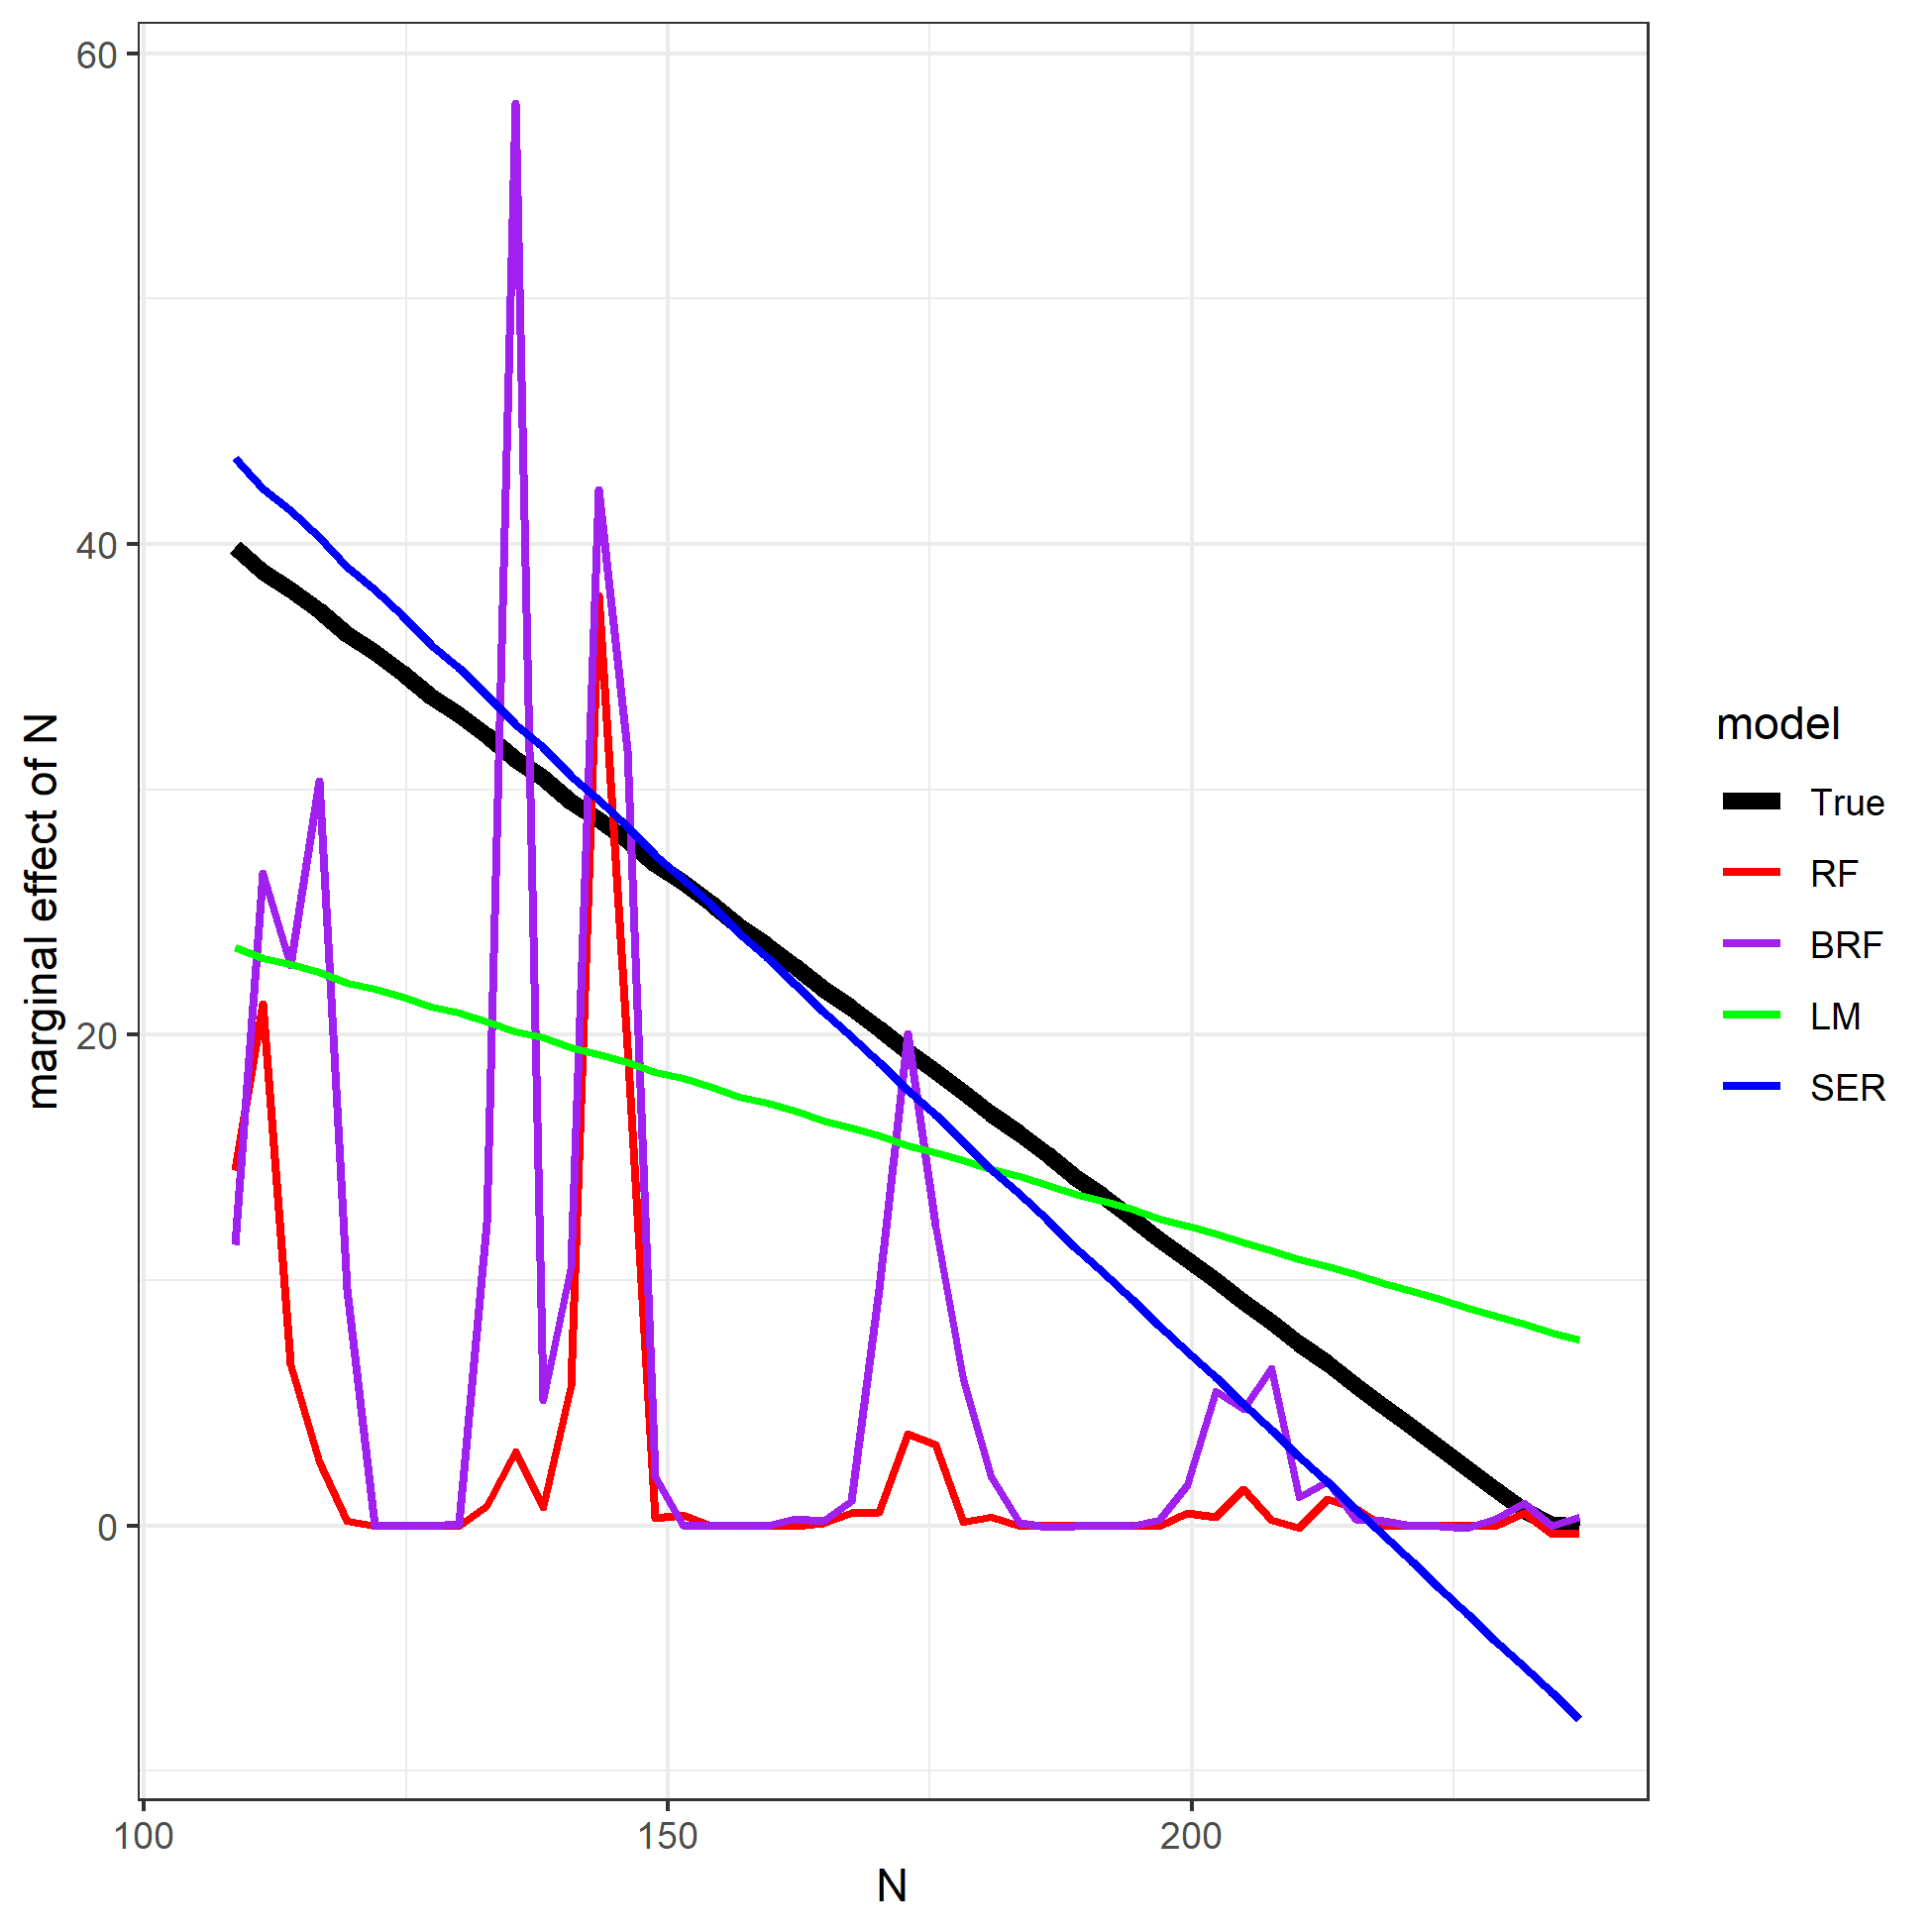 60
40
20
0
marginal effect of N
100
150
200
N
model
True
RF
BRF
LM
SER